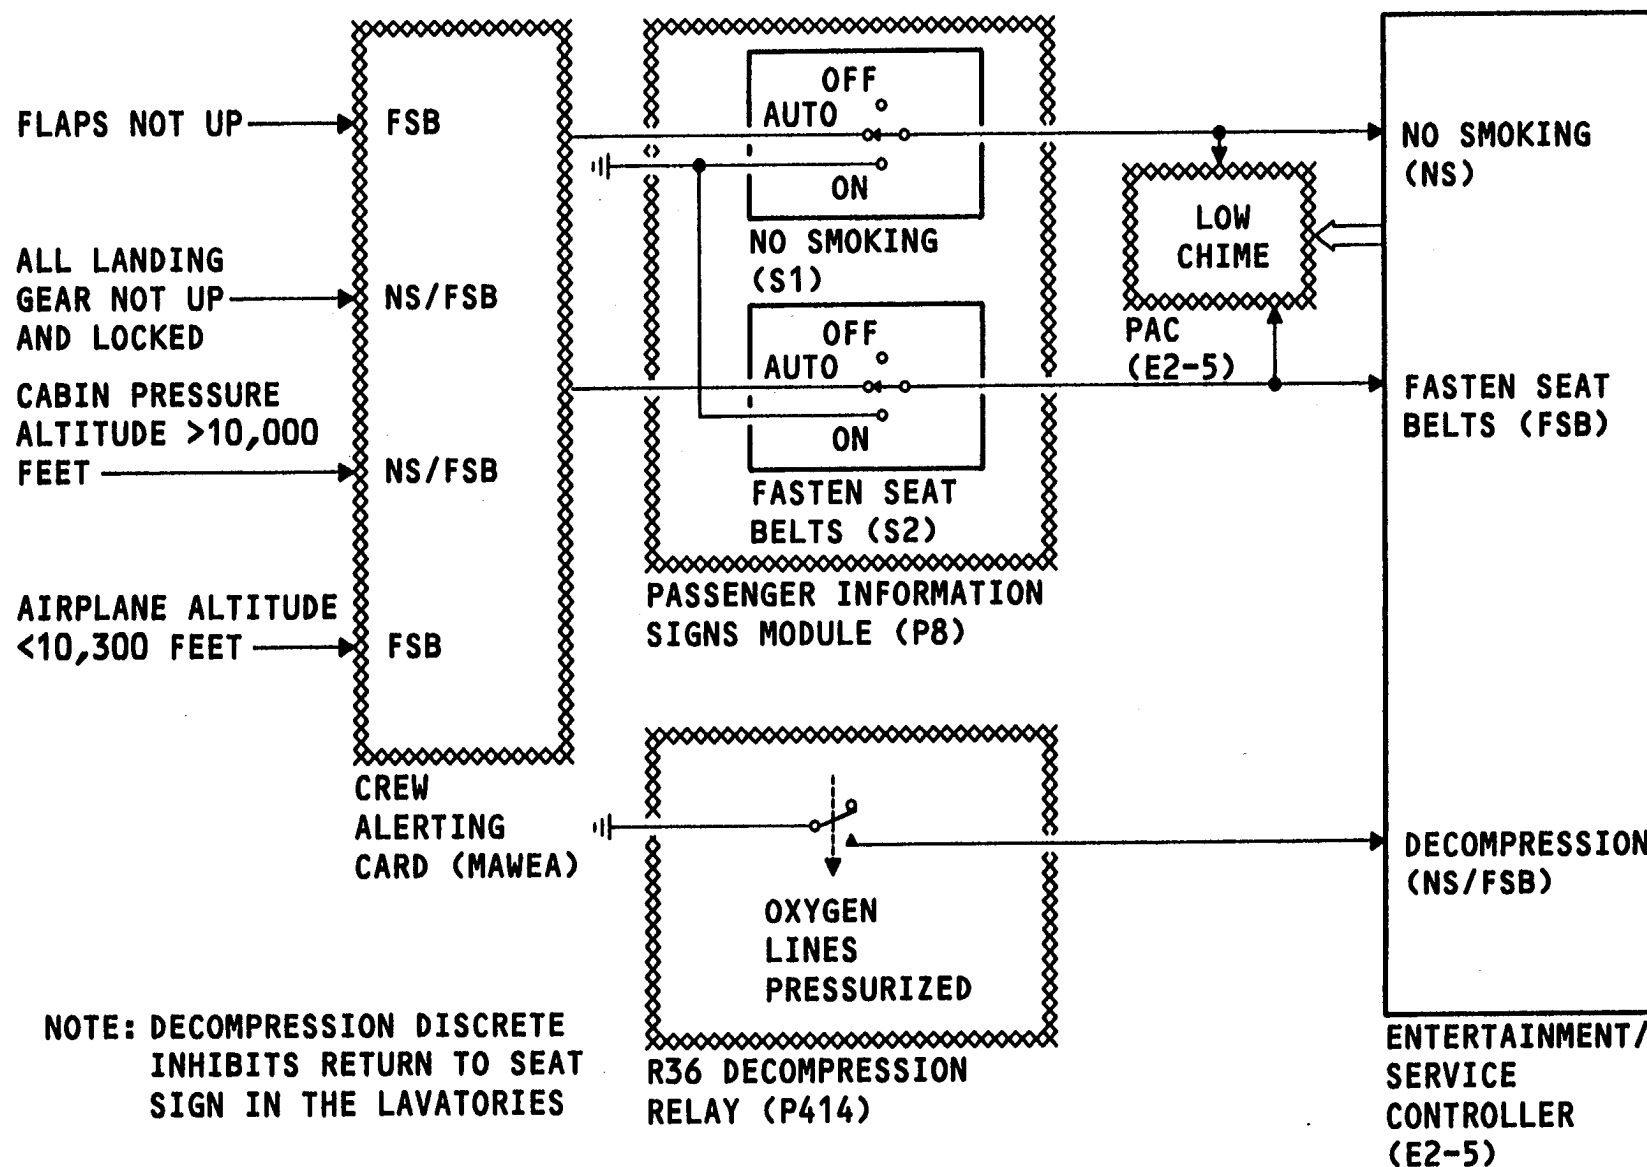 FLAPS NOT UP
ALL LANDING
GEAR NOT UP
AND LOCKED
CABIN PRESSURE
ALTITUDE >10,000
FEET
AIRPLANE ALTITUDE
<10,300 FEET
FSB
NS/FSB
NS/FSB
FSB
CREW
ALERTING
CARD (MAWEA)
OFF
AUTO
ON
NO SMOKING
(S1)
OFF
AUTO
ON
FASTEN SEAT
BELTS (S2)
PASSENGER INFORMATION
SIGNS MODULE (P8)
LOW
CHIME
PAC
(E2-5)
NO SMOKING
(NS)
FASTEN SEAT
BELTS (FSB)
DECOMPRESSION
(NS/FSB)
ENTERTAINMENT/
SERVICE
CONTROLLER
(E2-5)
OXYGEN
LINES
PRESSURIZED
R36 DECOMPRESSION
RELAY (P414)
NOTE: DECOMPRESSION DISCRETE
INHIBITS RETURN TO SEAT
SIGN IN THE LAVATORIES